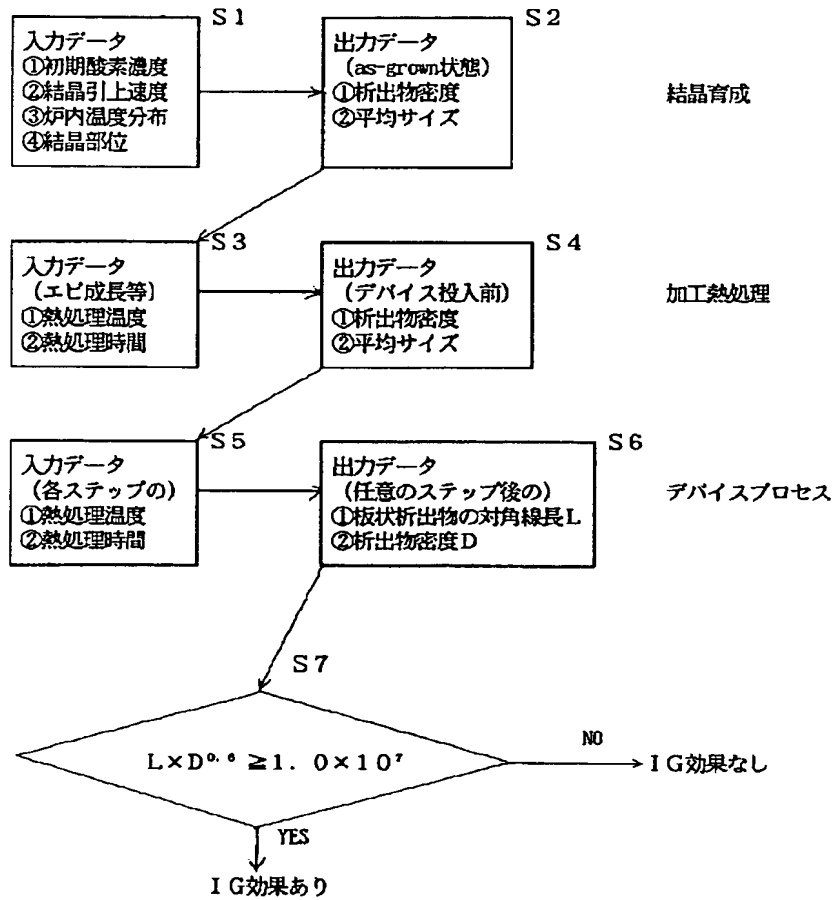 S1
入力データ
①初期酸素濃度
②結晶引上速度
③炉内温度分布
④結晶部位
S2
出力データ
(as-grown状態)
①析出物密度
②平均サイズ
結晶育成
S3
入力データ
(エピ成長等)
①熱処理温度
②熱処理時間
S4
出力データ
(デバイス投入前)
①析出物密度
②平均サイズ
加工熱処理
S5
入力データ
(各ステップの)
①熱処理温度
②熱処理時間
S6
出力データ
(任意のステップ後の)
①板状析出物の対角線長L
②析出物密度D
デバイスプロセス
S7
L×D⁰·⁶≧1.0×10⁷
NO
IG効果なし
YES
IG効果あり